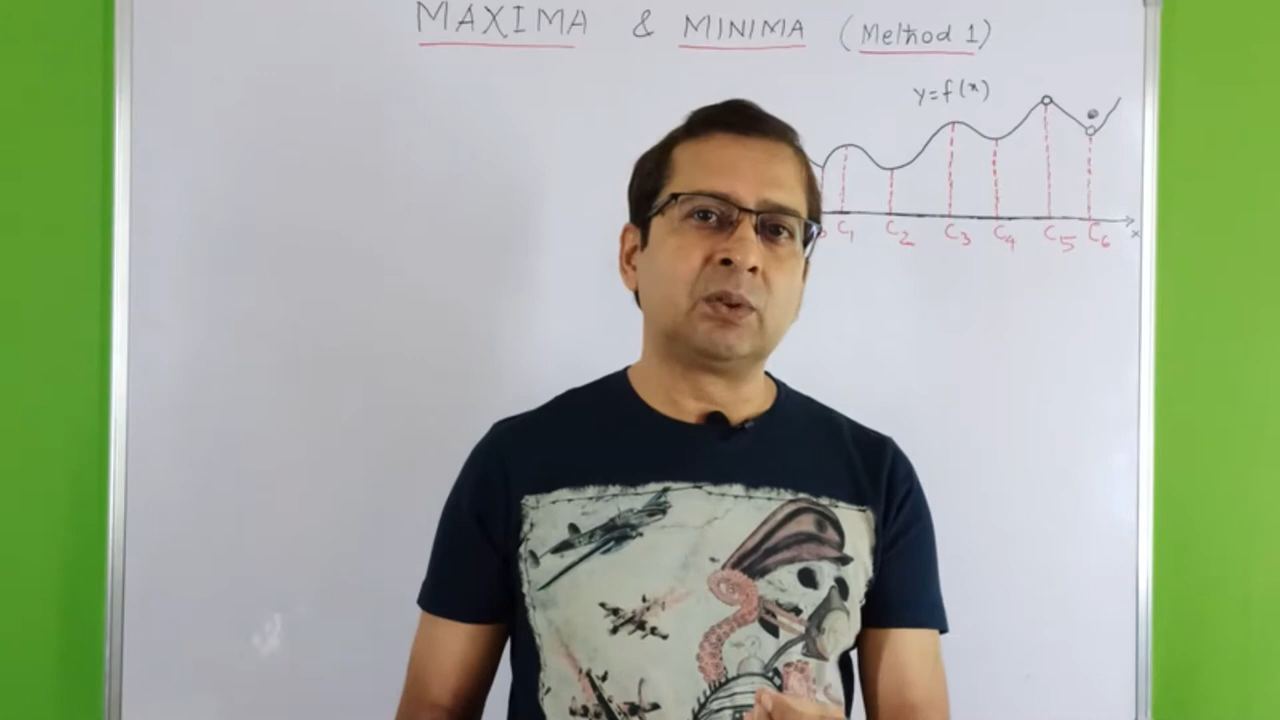 MAXIMA & MINIMA (Method 1)
y=f(x)
C₁ C₂ C₃ C₄ C₅ C₆ x